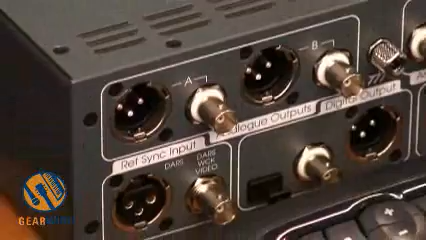 A
B
Analogue Outputs
Digital Output
Ref Sync Input
DARS
DARS
WCK
VIDEO
GEAR